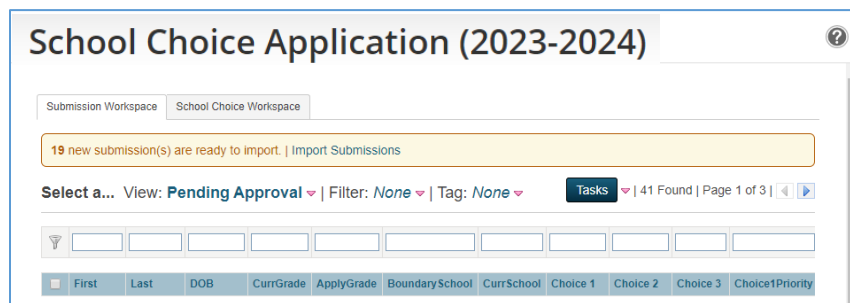 School Choice Application (2023-2024)
?
Submission Workspace School Choice Workspace
19 new submission(s) are ready to import. | Import Submissions
Select a... View: Pending Approval | Filter: None | Tag: None Tasks | 41 Found | Page 1 of 3 |
First Last DOB CurrGrade ApplyGrade BoundarySchool CurrSchool Choice 1 Choice 2 Choice 3 Choice1Priority